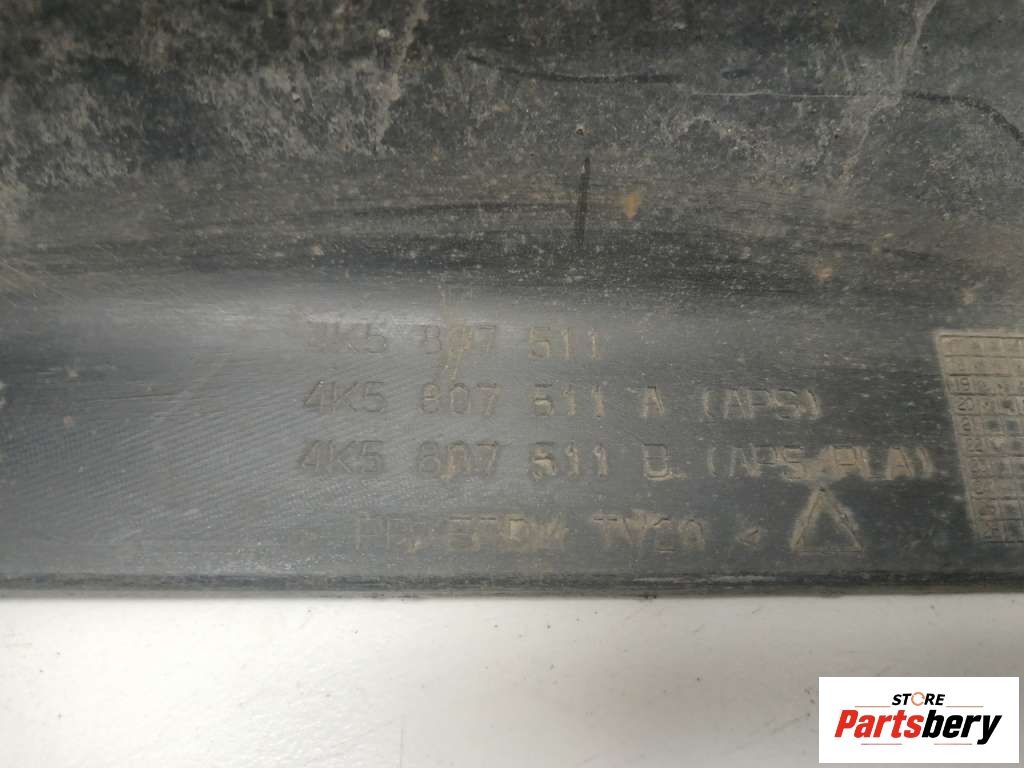 4K5 807 511
4K5 807 511 A (APS)
4K5 807 511 B (APS/PLA)
STORE
Partsbery